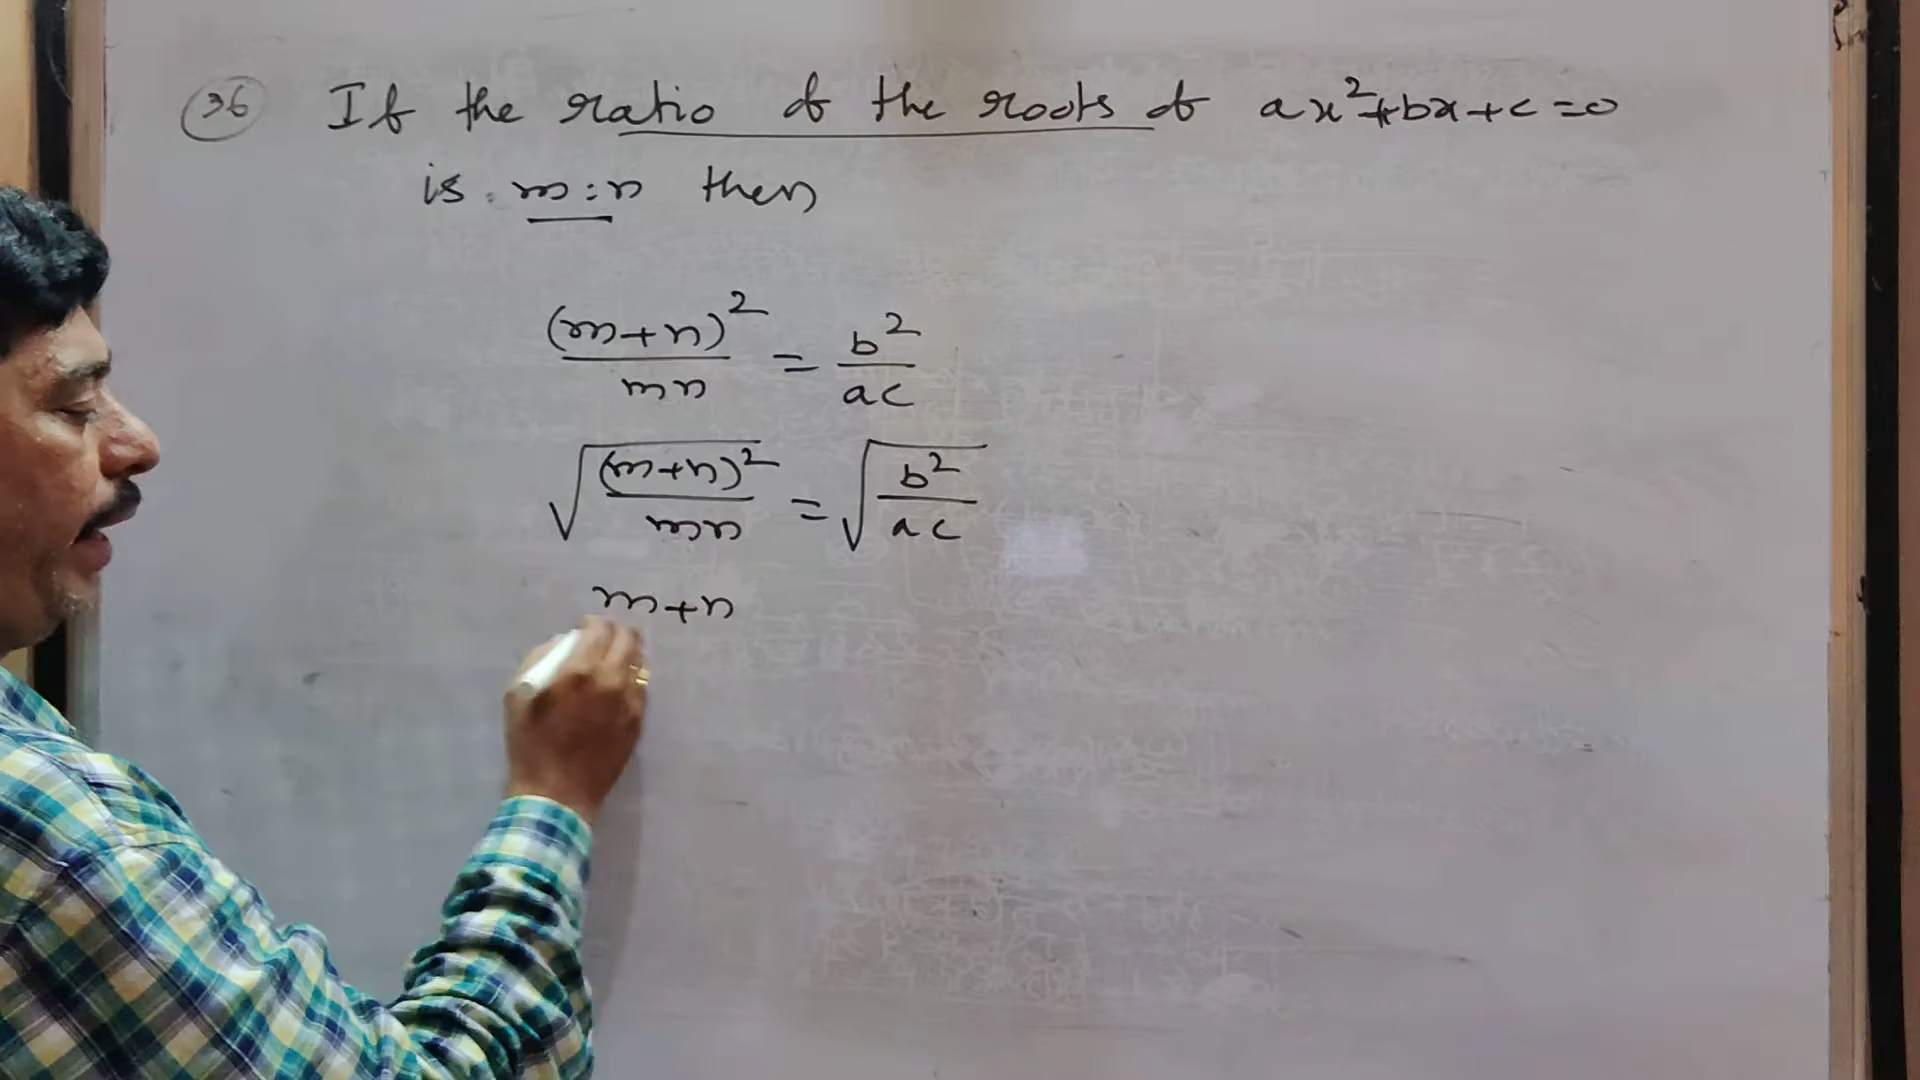 36 If the ratio of the roots of ax²+bx+c=0
is m:n then
(m+n)²/mn = b²/ac
√((m+n)²/mn) = √(b²/ac)
m+n